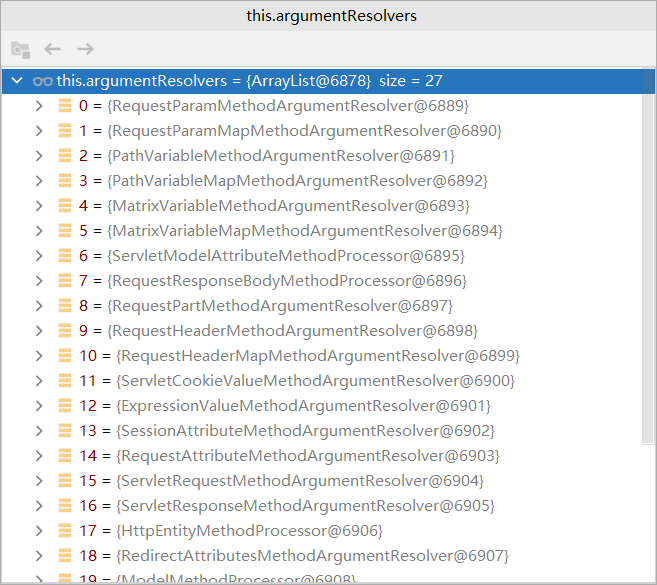 this.argumentResolvers
this.argumentResolvers = {ArrayList@6878} size = 27
0 = {RequestParamMethodArgumentResolver@6889}
1 = {RequestParamMapMethodArgumentResolver@6890}
2 = {PathVariableMethodArgumentResolver@6891}
3 = {PathVariableMapMethodArgumentResolver@6892}
4 = {MatrixVariableMethodArgumentResolver@6893}
5 = {MatrixVariableMapMethodArgumentResolver@6894}
6 = {ServletModelAttributeMethodProcessor@6895}
7 = {RequestResponseBodyMethodProcessor@6896}
8 = {RequestPartMethodArgumentResolver@6897}
9 = {RequestHeaderMethodArgumentResolver@6898}
10 = {RequestHeaderMapMethodArgumentResolver@6899}
11 = {ServletCookieValueMethodArgumentResolver@6900}
12 = {ExpressionValueMethodArgumentResolver@6901}
13 = {SessionAttributeMethodArgumentResolver@6902}
14 = {RequestAttributeMethodArgumentResolver@6903}
15 = {ServletRequestMethodArgumentResolver@6904}
16 = {ServletResponseMethodArgumentResolver@6905}
17 = {HttpEntityMethodProcessor@6906}
18 = {RedirectAttributesMethodArgumentResolver@6907}
19 = {ModelMethodProcessor@6908}